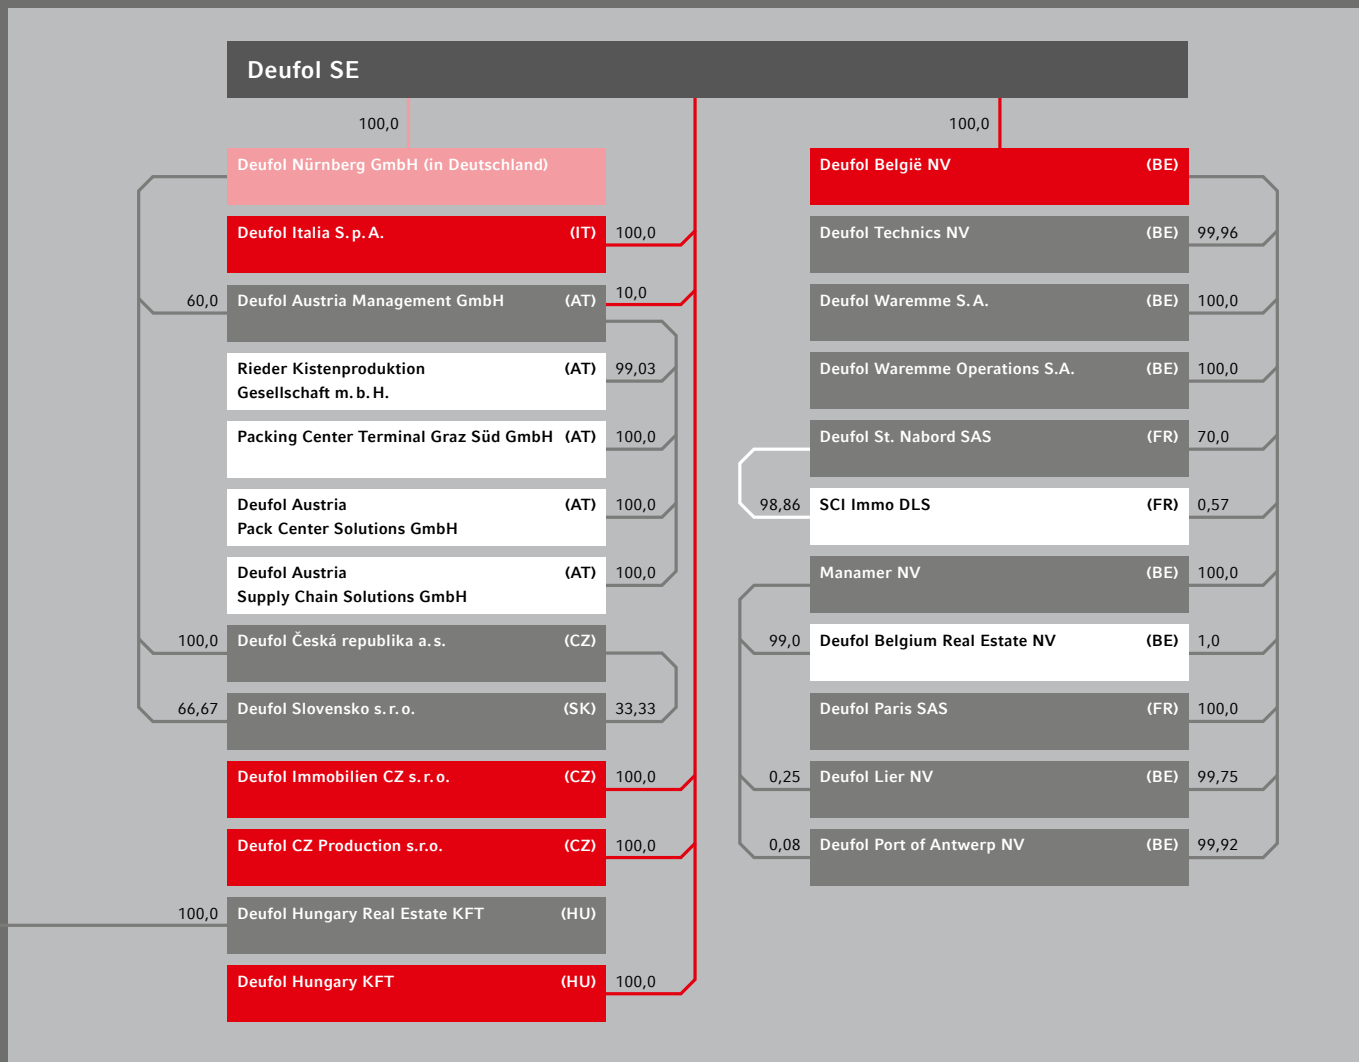 Deufol SE
100,0
Deufol Nürnberg GmbH (in Deutschland)
Deufol Italia S. p. A. (IT) 100,0
60,0 Deufol Austria Management GmbH (AT) 10,0
Rieder Kistenproduktion (AT) 99,03
Gesellschaft m. b. H.
Packing Center Terminal Graz Süd GmbH (AT) 100,0
Deufol Austria (AT) 100,0
Pack Center Solutions GmbH
Deufol Austria (AT) 100,0
Supply Chain Solutions GmbH
100,0 Deufol Česká republika a. s. (CZ)
66,67 Deufol Slovensko s. r. o. (SK) 33,33
Deufol Immobilien CZ s. r. o. (CZ) 100,0
Deufol CZ Production s.r.o. (CZ) 100,0
100,0 Deufol Hungary Real Estate KFT (HU)
Deufol Hungary KFT (HU) 100,0
100,0
Deufol België NV (BE)
Deufol Technics NV (BE) 99,96
Deufol Waremme S. A. (BE) 100,0
Deufol Waremme Operations S.A. (BE) 100,0
Deufol St. Nabord SAS (FR) 70,0
98,86 SCI Immo DLS (FR) 0,57
Manamer NV (BE) 100,0
99,0 Deufol Belgium Real Estate NV (BE) 1,0
Deufol Paris SAS (FR) 100,0
0,25 Deufol Lier NV (BE) 99,75
0,08 Deufol Port of Antwerp NV (BE) 99,92